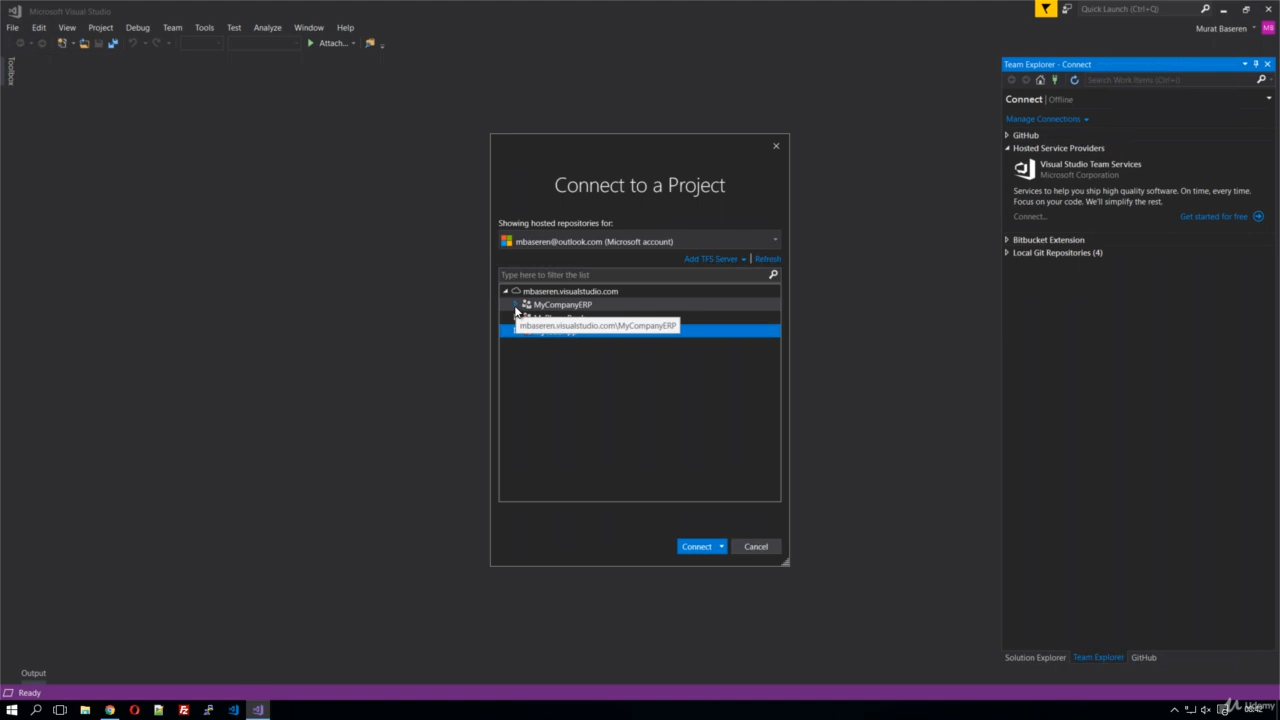 Microsoft Visual Studio
Quick Launch (Ctrl+Q)
File Edit View Project Debug Team Tools Test Analyze Window Help
Murat Baseren MB
Attach...
Toolbox
Team Explorer - Connect
Search Work Items (Ctrl+ı)
Connect | Offline
Manage Connections
GitHub
Hosted Service Providers
Visual Studio Team Services
Microsoft Corporation
Services to help you ship high quality software. On time, every time.
Focus on your code. We'll simplify the rest.
Connect...
Get started for free
Bitbucket Extension
Local Git Repositories (4)
Connect to a Project
Showing hosted repositories for:
mbaseren@outlook.com (Microsoft account)
Add TFS Server | Refresh
Type here to filter the list
mbaseren.visualstudio.com
MyCompanyERP
mbaseren.visualstudio.com\MyCompanyERP
Connect
Cancel
Solution Explorer Team Explorer GitHub
Output
Ready
Udemy